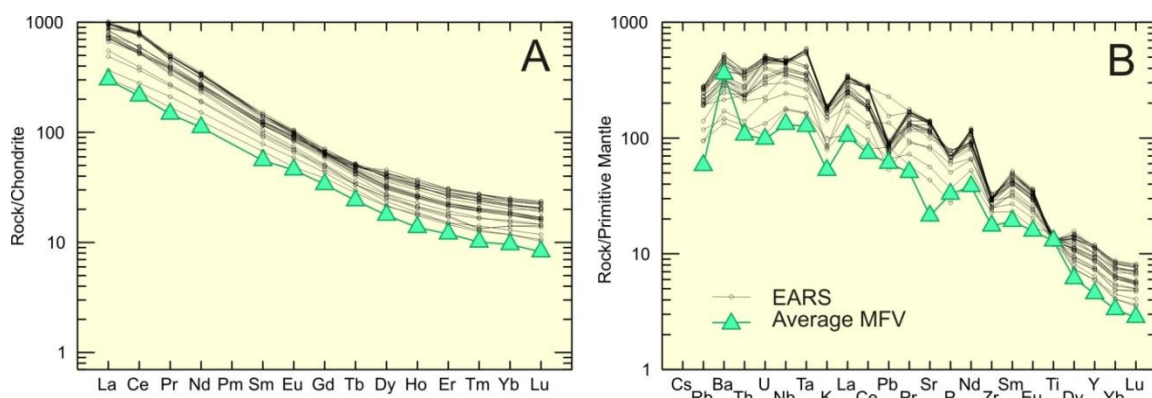 1000
100
10
1
Rock/Chondrite
A
La Ce Pr Nd Pm Sm Eu Gd Tb Dy Ho Er Tm Yb Lu
1000
100
10
1
Rock/Primitive Mantle
B
EARS
Average MFV
Cs Ba U Ta La Pb Sr Nd Sm Ti Y Lu
Rb Th Nb K Ce Pr P Zr Eu Dy Yb